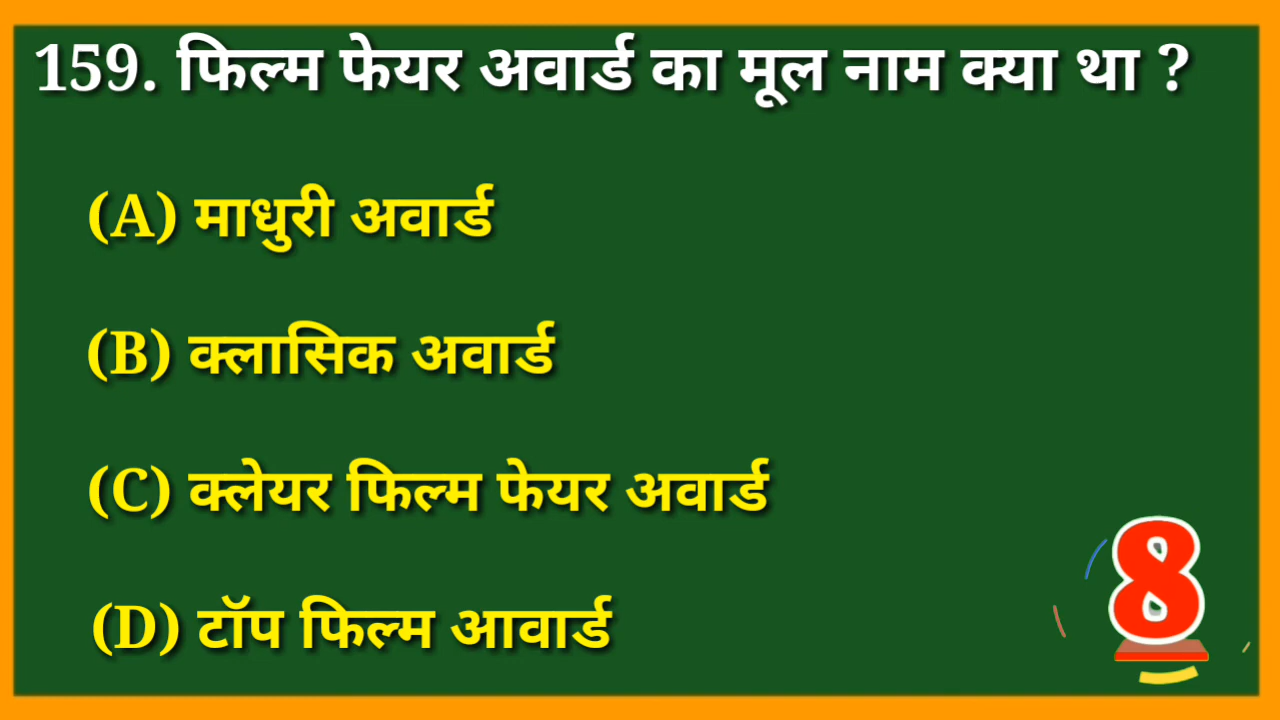 159. फिल्म फेयर अवार्ड का मूल नाम क्या था ?
(A) माधुरी अवार्ड
(B) क्लासिक अवार्ड
(C) क्लेयर फिल्म फेयर अवार्ड
(D) टॉप फिल्म आवार्ड
8